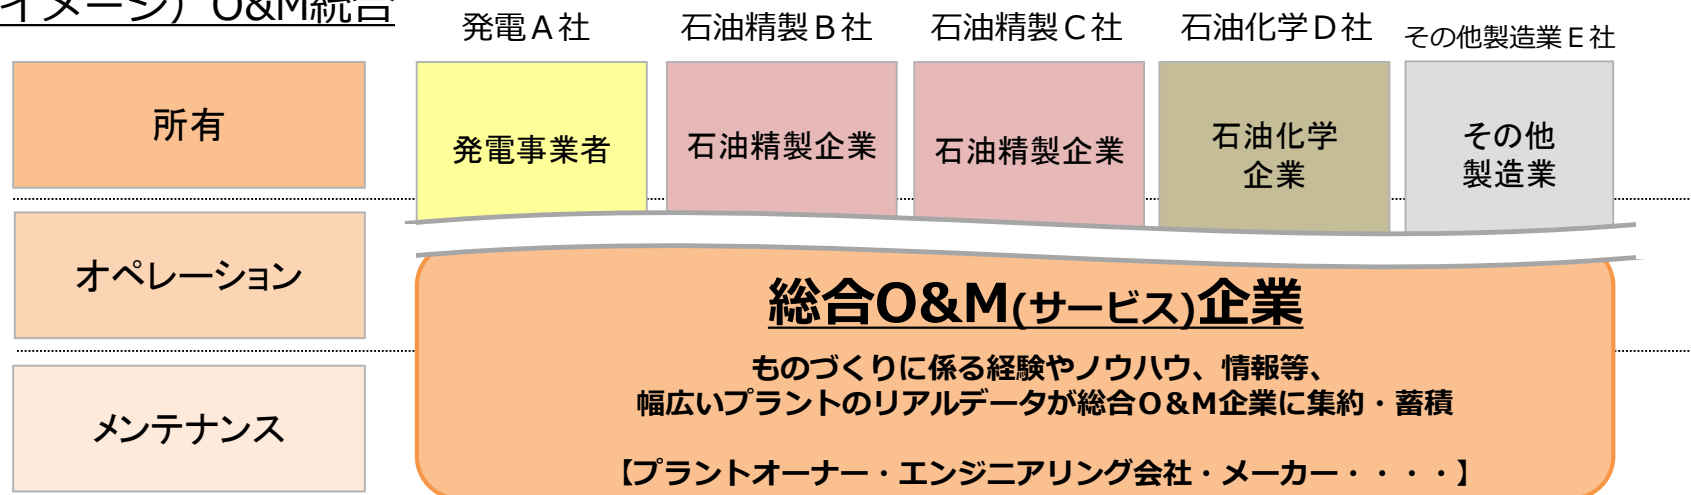 イメージ）O&M統合
発電Ａ社
石油精製Ｂ社
石油精製Ｃ社
石油化学Ｄ社
その他製造業Ｅ社
所有
発電事業者
石油精製企業
石油精製企業
石油化学
企業
その他
製造業
オペレーション
総合O&M(サービス)企業
ものづくりに係る経験やノウハウ、情報等、
幅広いプラントのリアルデータが総合Ｏ&Ｍ企業に集約・蓄積
メンテナンス
【プラントオーナー・エンジニアリング会社・メーカー・・・・】